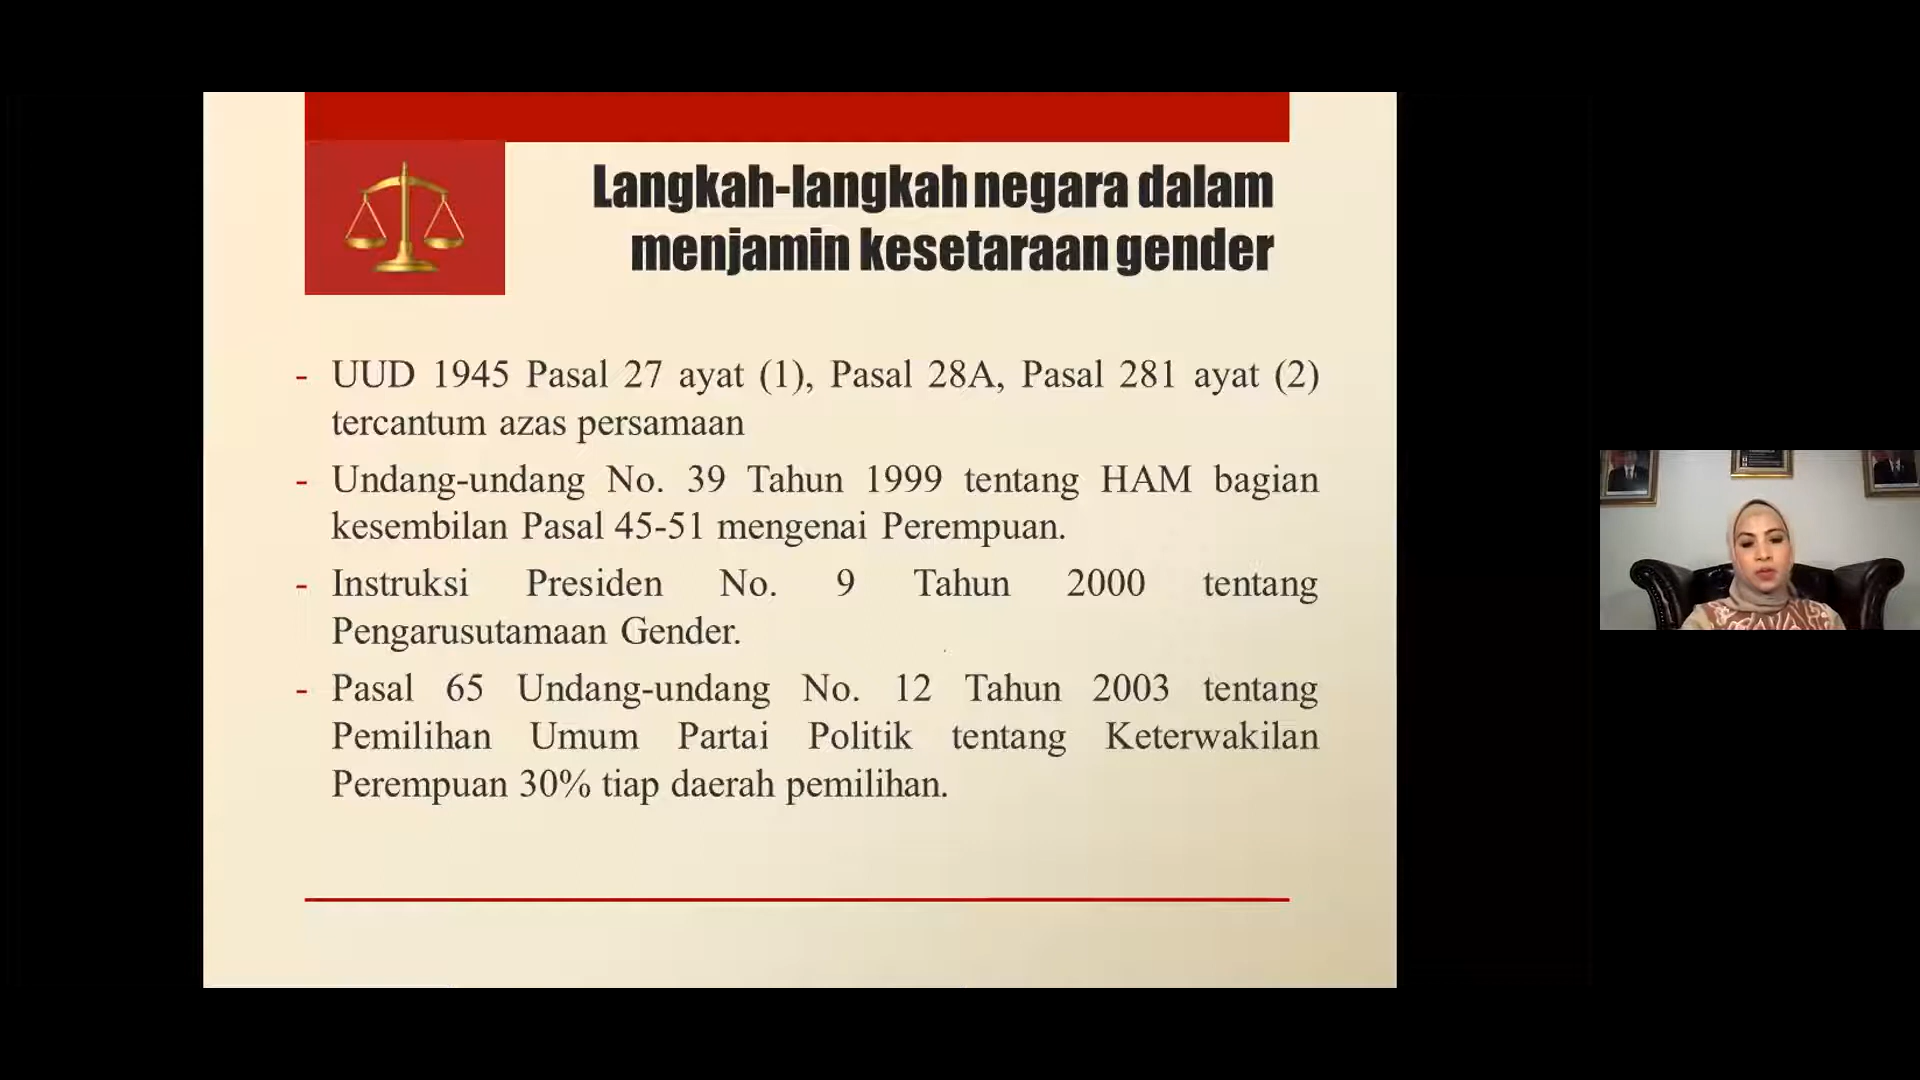 Langkah-langkah negara dalam
menjamin kesetaraan gender
- UUD 1945 Pasal 27 ayat (1), Pasal 28A, Pasal 281 ayat (2)
tercantum azas persamaan
- Undang-undang No. 39 Tahun 1999 tentang HAM bagian
kesembilan Pasal 45-51 mengenai Perempuan.
- Instruksi Presiden No. 9 Tahun 2000 tentang
Pengarusutamaan Gender.
- Pasal 65 Undang-undang No. 12 Tahun 2003 tentang
Pemilihan Umum Partai Politik tentang Keterwakilan
Perempuan 30% tiap daerah pemilihan.